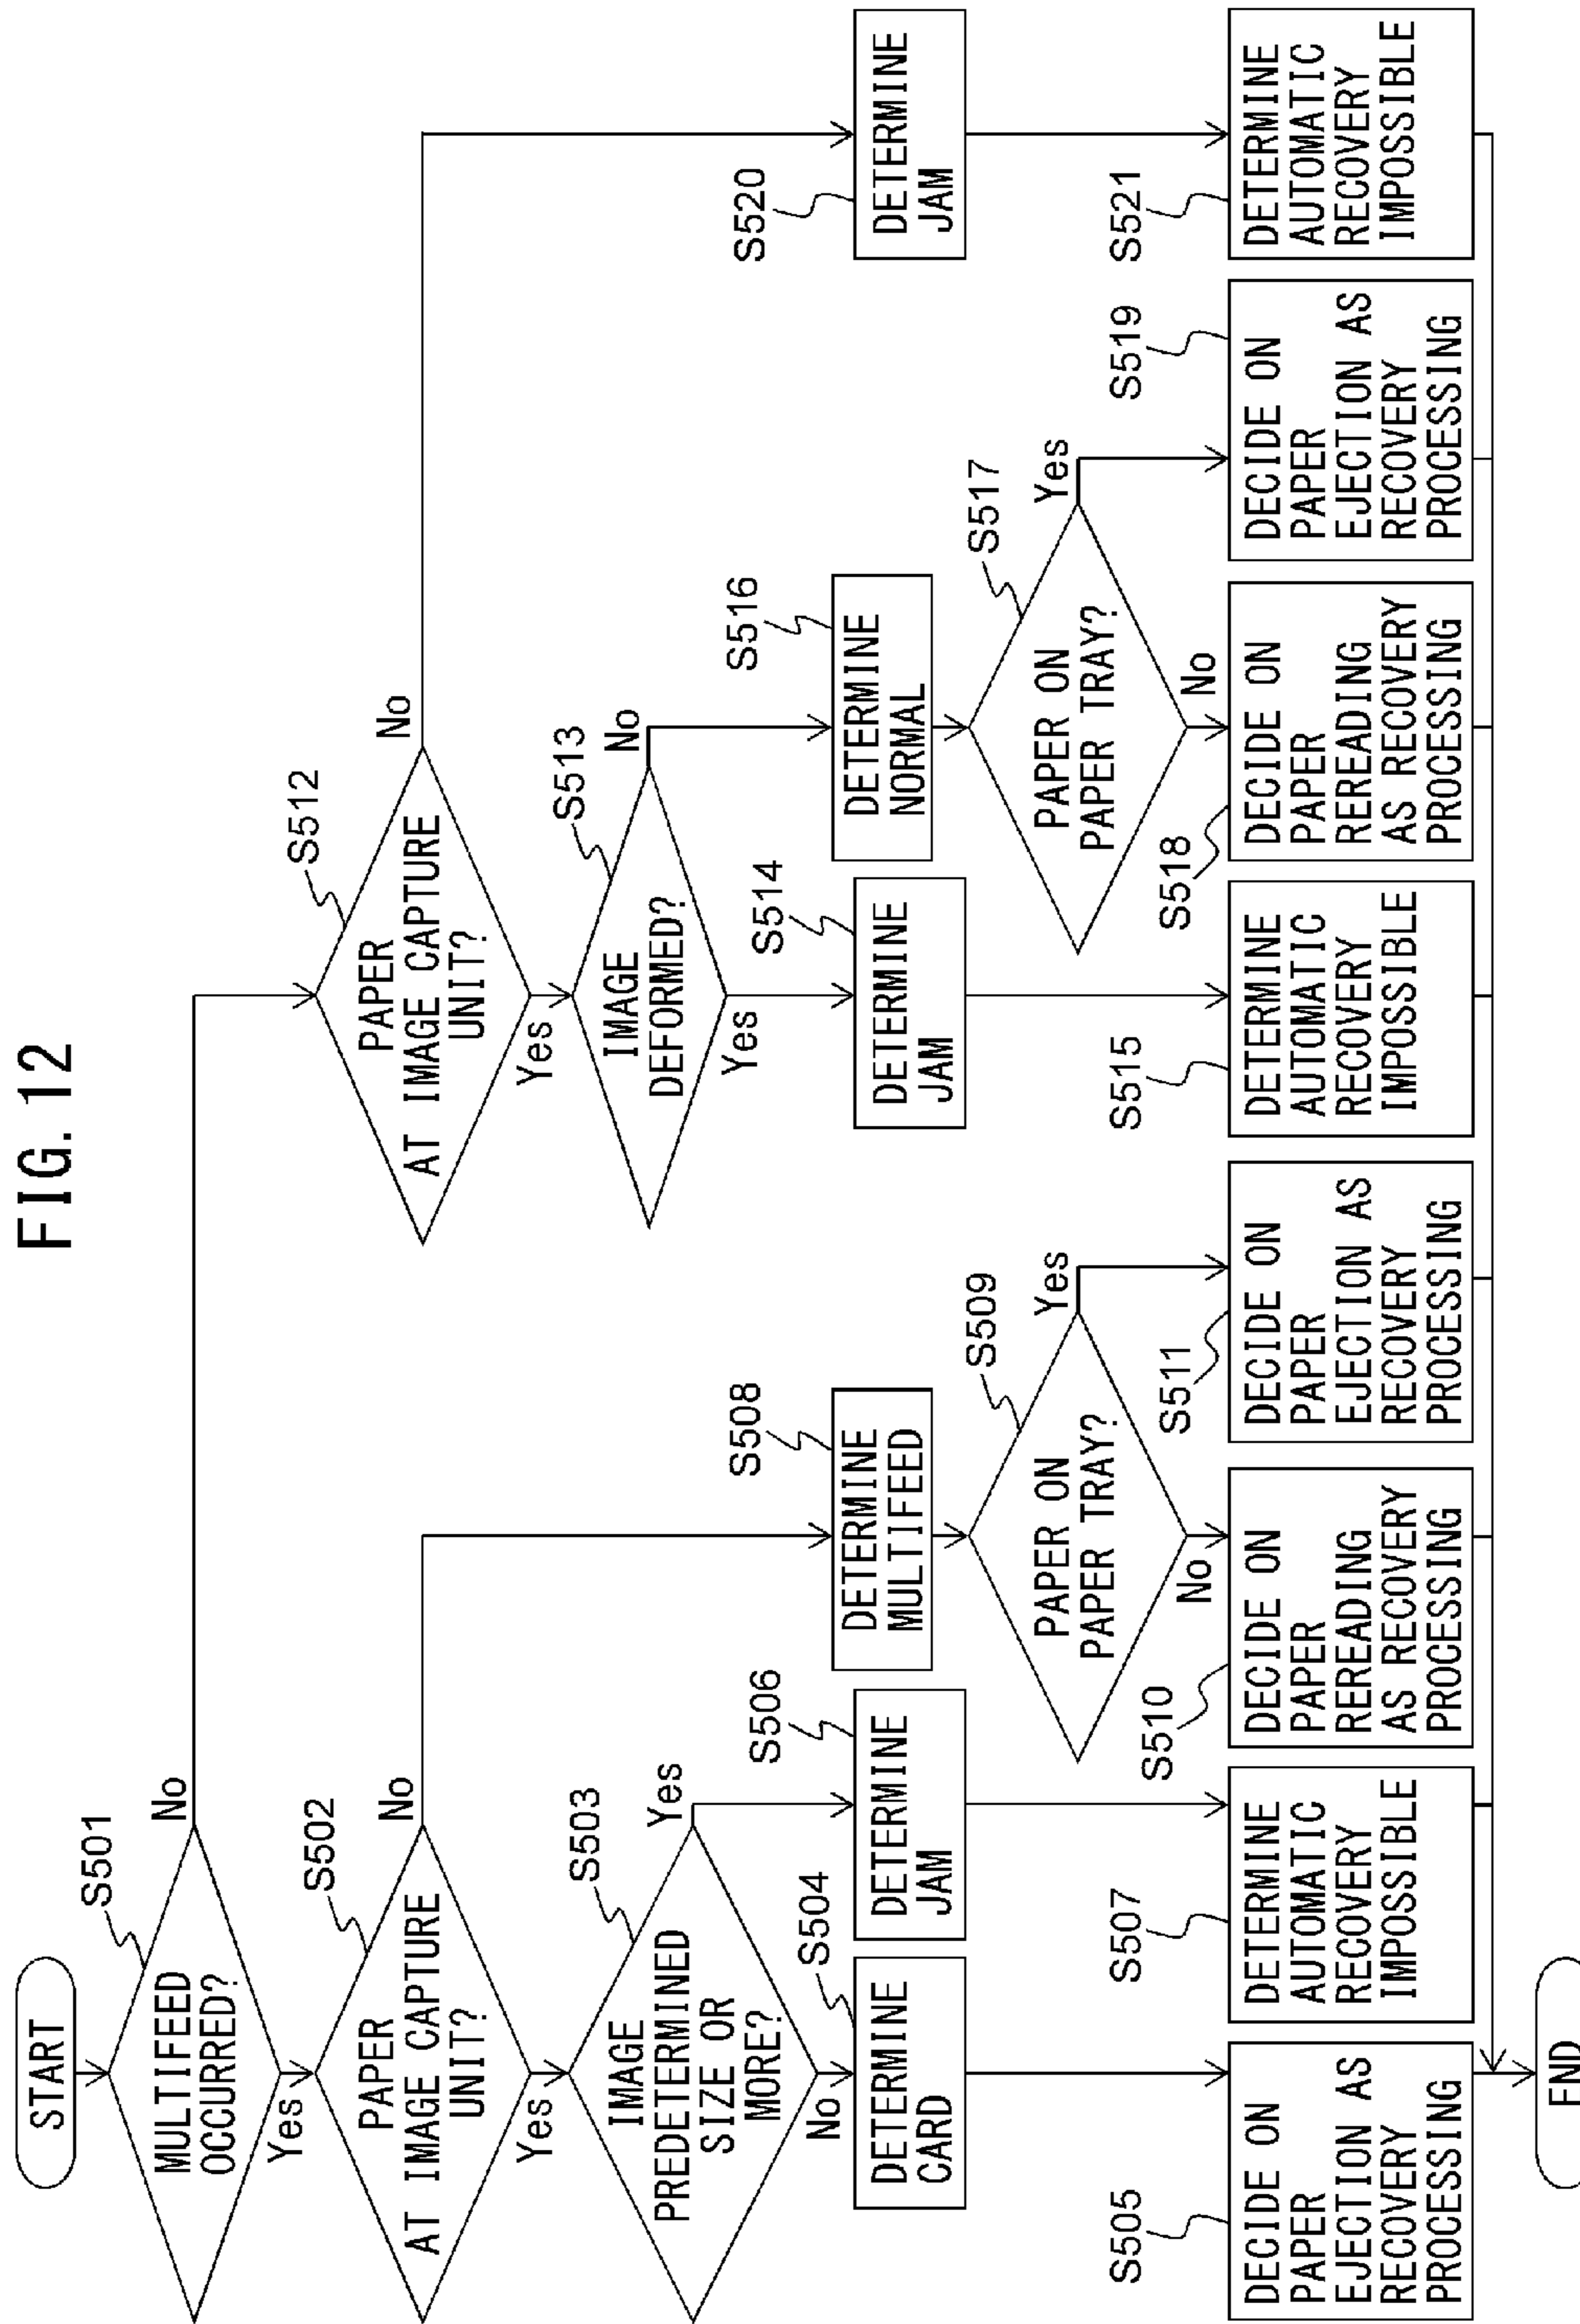 FIG. 12
START
S501
MULTIFEED
OCCURRED?
No
Yes
S502
PAPER
AT IMAGE CAPTURE
UNIT?
No
Yes
S503
IMAGE
PREDETERMINED
SIZE OR
MORE?
Yes
No
S504
DETERMINE
CARD
S505
DECIDE ON
PAPER
EJECTION AS
RECOVERY
PROCESSING
S506
DETERMINE
JAM
S507
DETERMINE
AUTOMATIC
RECOVERY
IMPOSSIBLE
S508
DETERMINE
MULTIFEED
S509
PAPER ON
PAPER TRAY?
Yes
No
S510
DECIDE ON
PAPER
REREADING
AS RECOVERY
PROCESSING
S511
DECIDE ON
PAPER
EJECTION AS
RECOVERY
PROCESSING
S512
PAPER
AT IMAGE CAPTURE
UNIT?
No
Yes
S513
IMAGE
DEFORMED?
No
Yes
S514
DETERMINE
JAM
S515
DETERMINE
AUTOMATIC
RECOVERY
IMPOSSIBLE
S516
DETERMINE
NORMAL
S517
PAPER ON
PAPER TRAY?
Yes
No
S518
DECIDE ON
PAPER
REREADING
AS RECOVERY
PROCESSING
S519
DECIDE ON
PAPER
EJECTION AS
RECOVERY
PROCESSING
S520
DETERMINE
JAM
S521
DETERMINE
AUTOMATIC
RECOVERY
IMPOSSIBLE
END